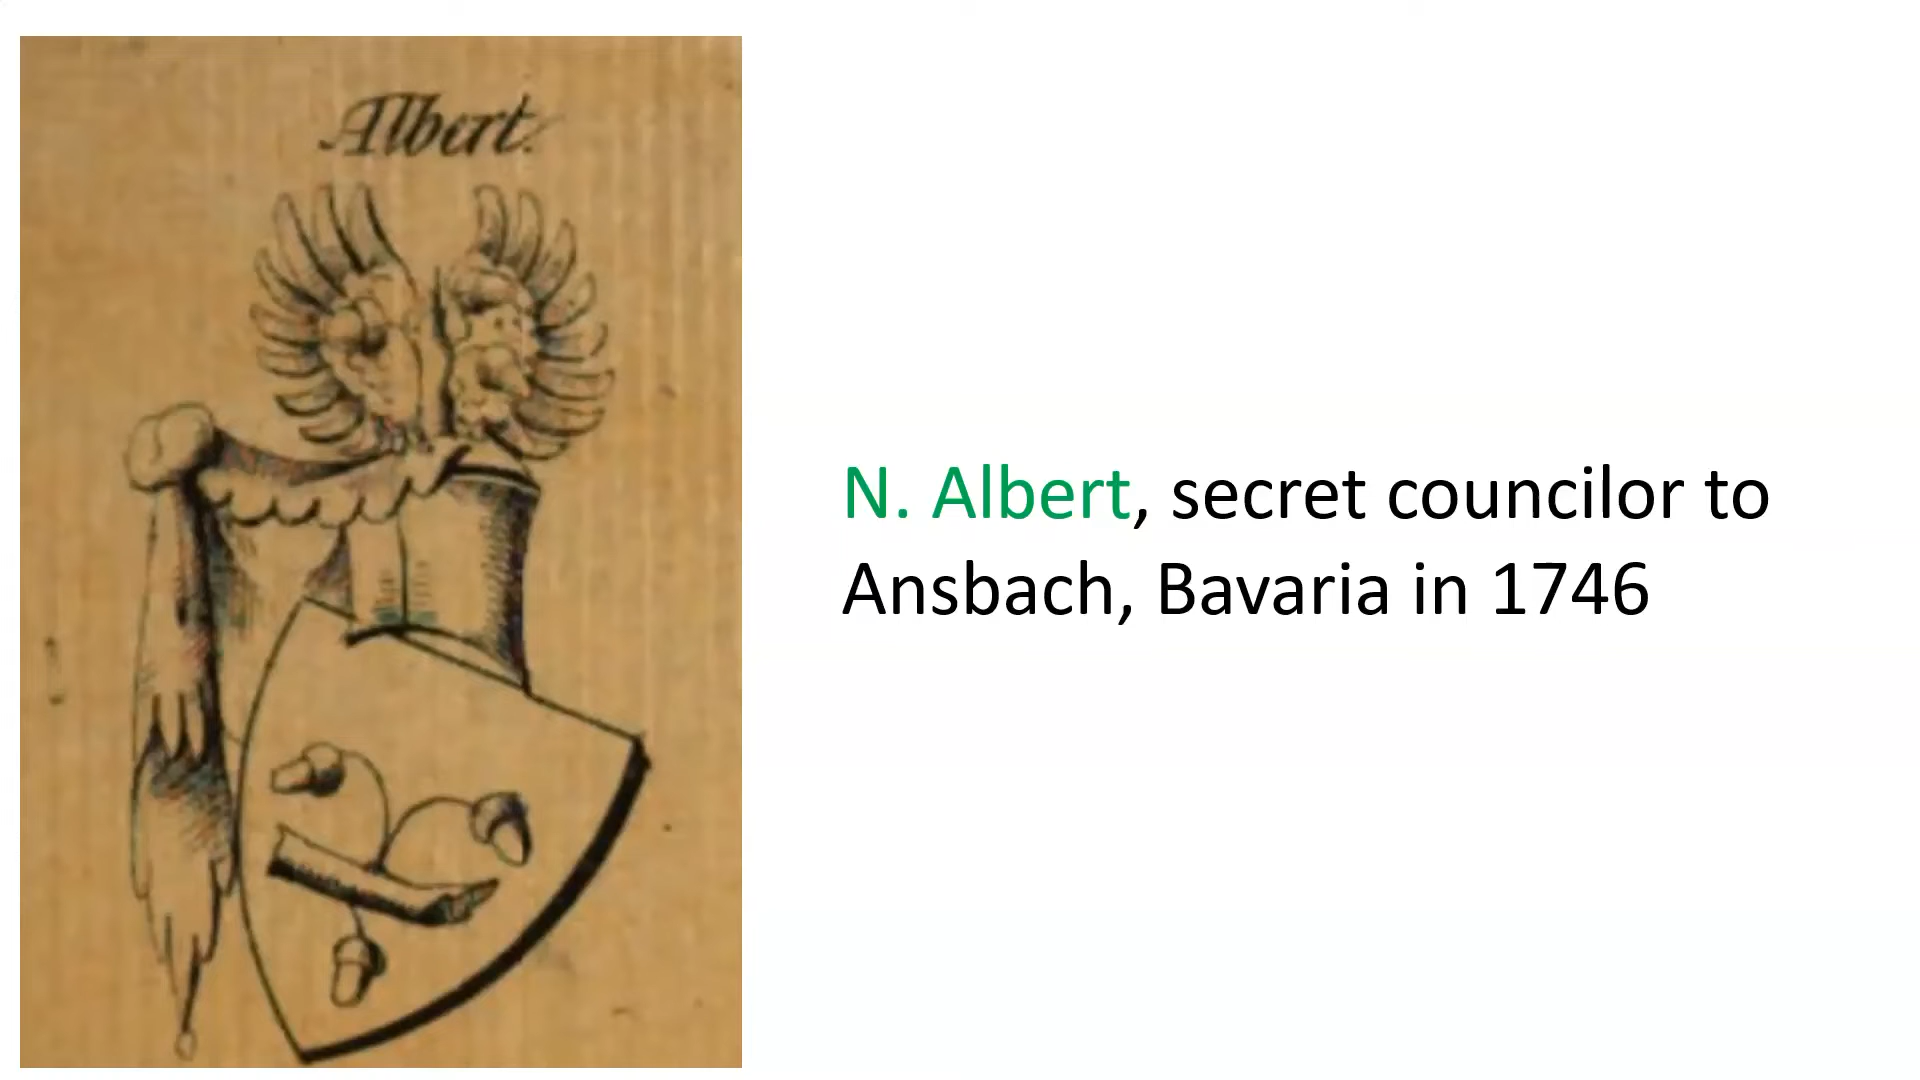 Albert.
N. Albert, secret councilor to
Ansbach, Bavaria in 1746